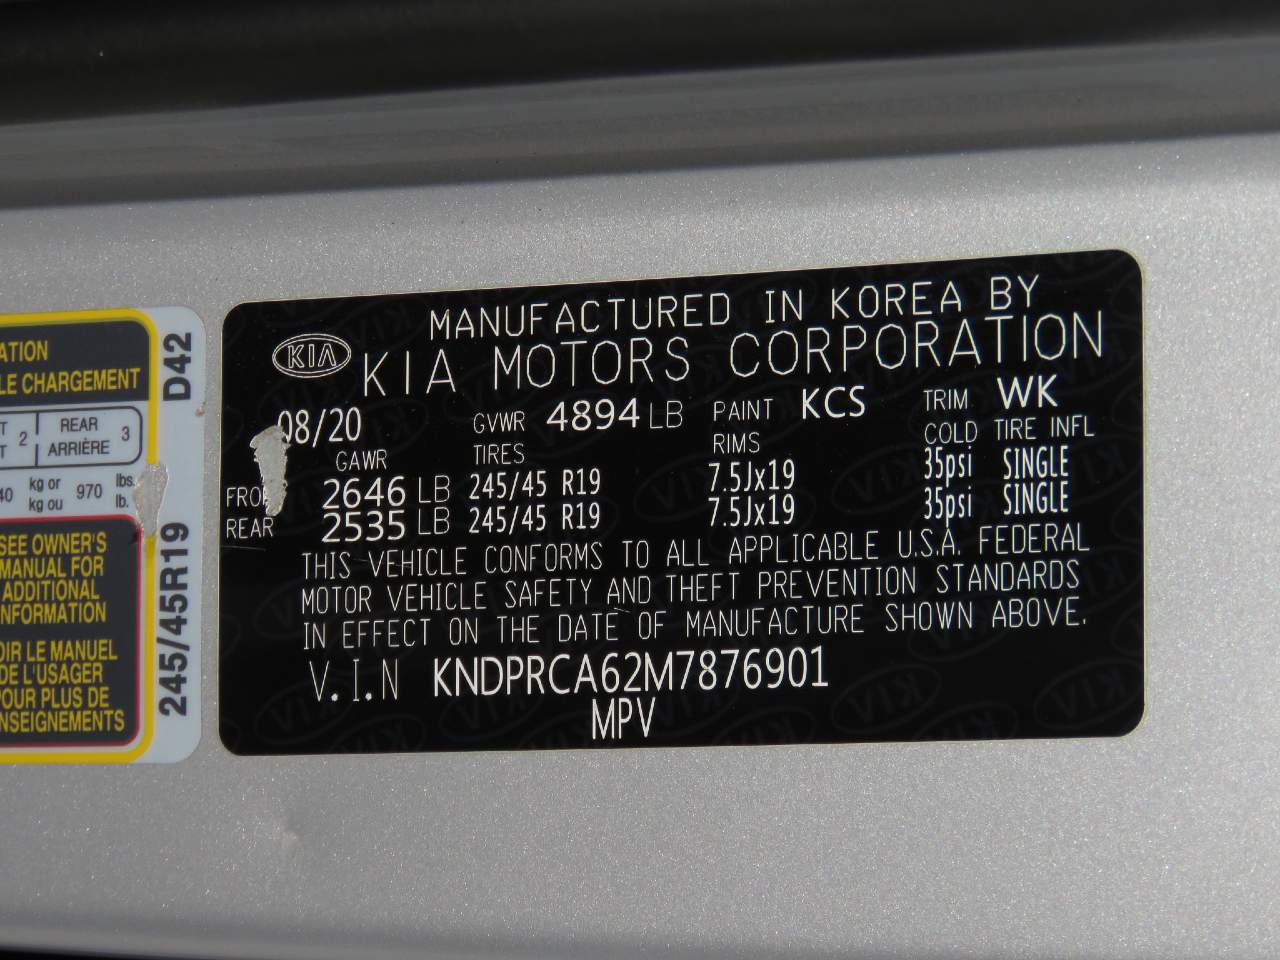 ATION
LE CHARGEMENT
2 REAR
ARRIÈRE 3
kg or 970 lbs.
kg ou lb.
SEE OWNER'S
MANUAL FOR
ADDITIONAL
NFORMATION
OIR LE MANUEL
DE L'USAGER
POUR PLUS DE
NSEIGNEMENTS
D42
245/45R19
MANUFACTURED IN KOREA BY
KIA KIA MOTORS CORPORATION
08/20 GVWR 4894 LB PAINT KCS TRIM WK
GAWR TIRES RIMS COLD TIRE INFL
FRO 2646 LB 245/45 R19 7.5Jx19 35psi SINGLE
REAR 2535 LB 245/45 R19 7.5Jx19 35psi SINGLE
THIS VEHICLE CONFORMS TO ALL APPLICABLE U.S.A. FEDERAL
MOTOR VEHICLE SAFETY AND THEFT PREVENTION STANDARDS
IN EFFECT ON THE DATE OF MANUFACTURE SHOWN ABOVE.
V.I.N KNDPRCA62M7876901
MPV